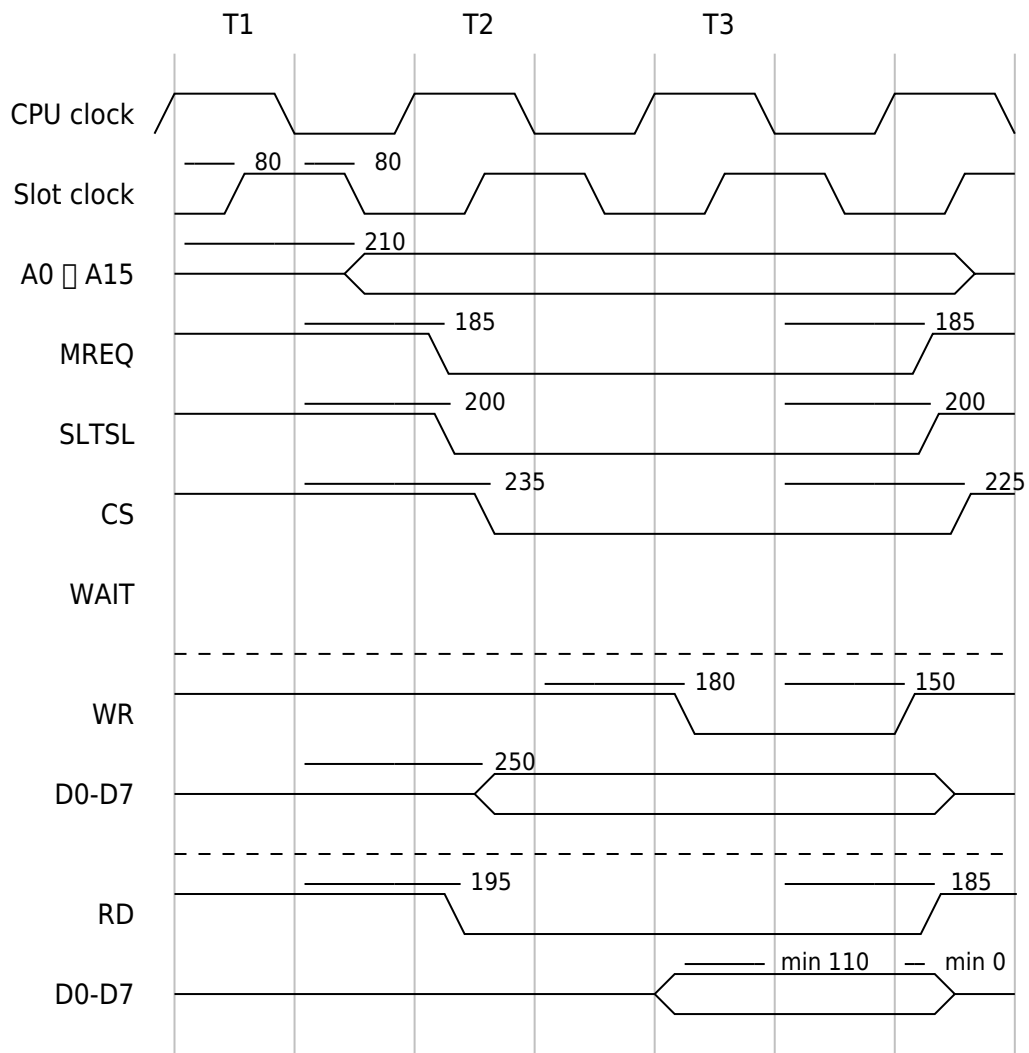 T1 T2 T3
CPU clock
80 80
Slot clock
210
A0 ▯ A15
185 185
MREQ
200 200
SLTSL
235 225
CS
WAIT
180 150
WR
250
D0-D7
195 185
RD
min 110 min 0
D0-D7